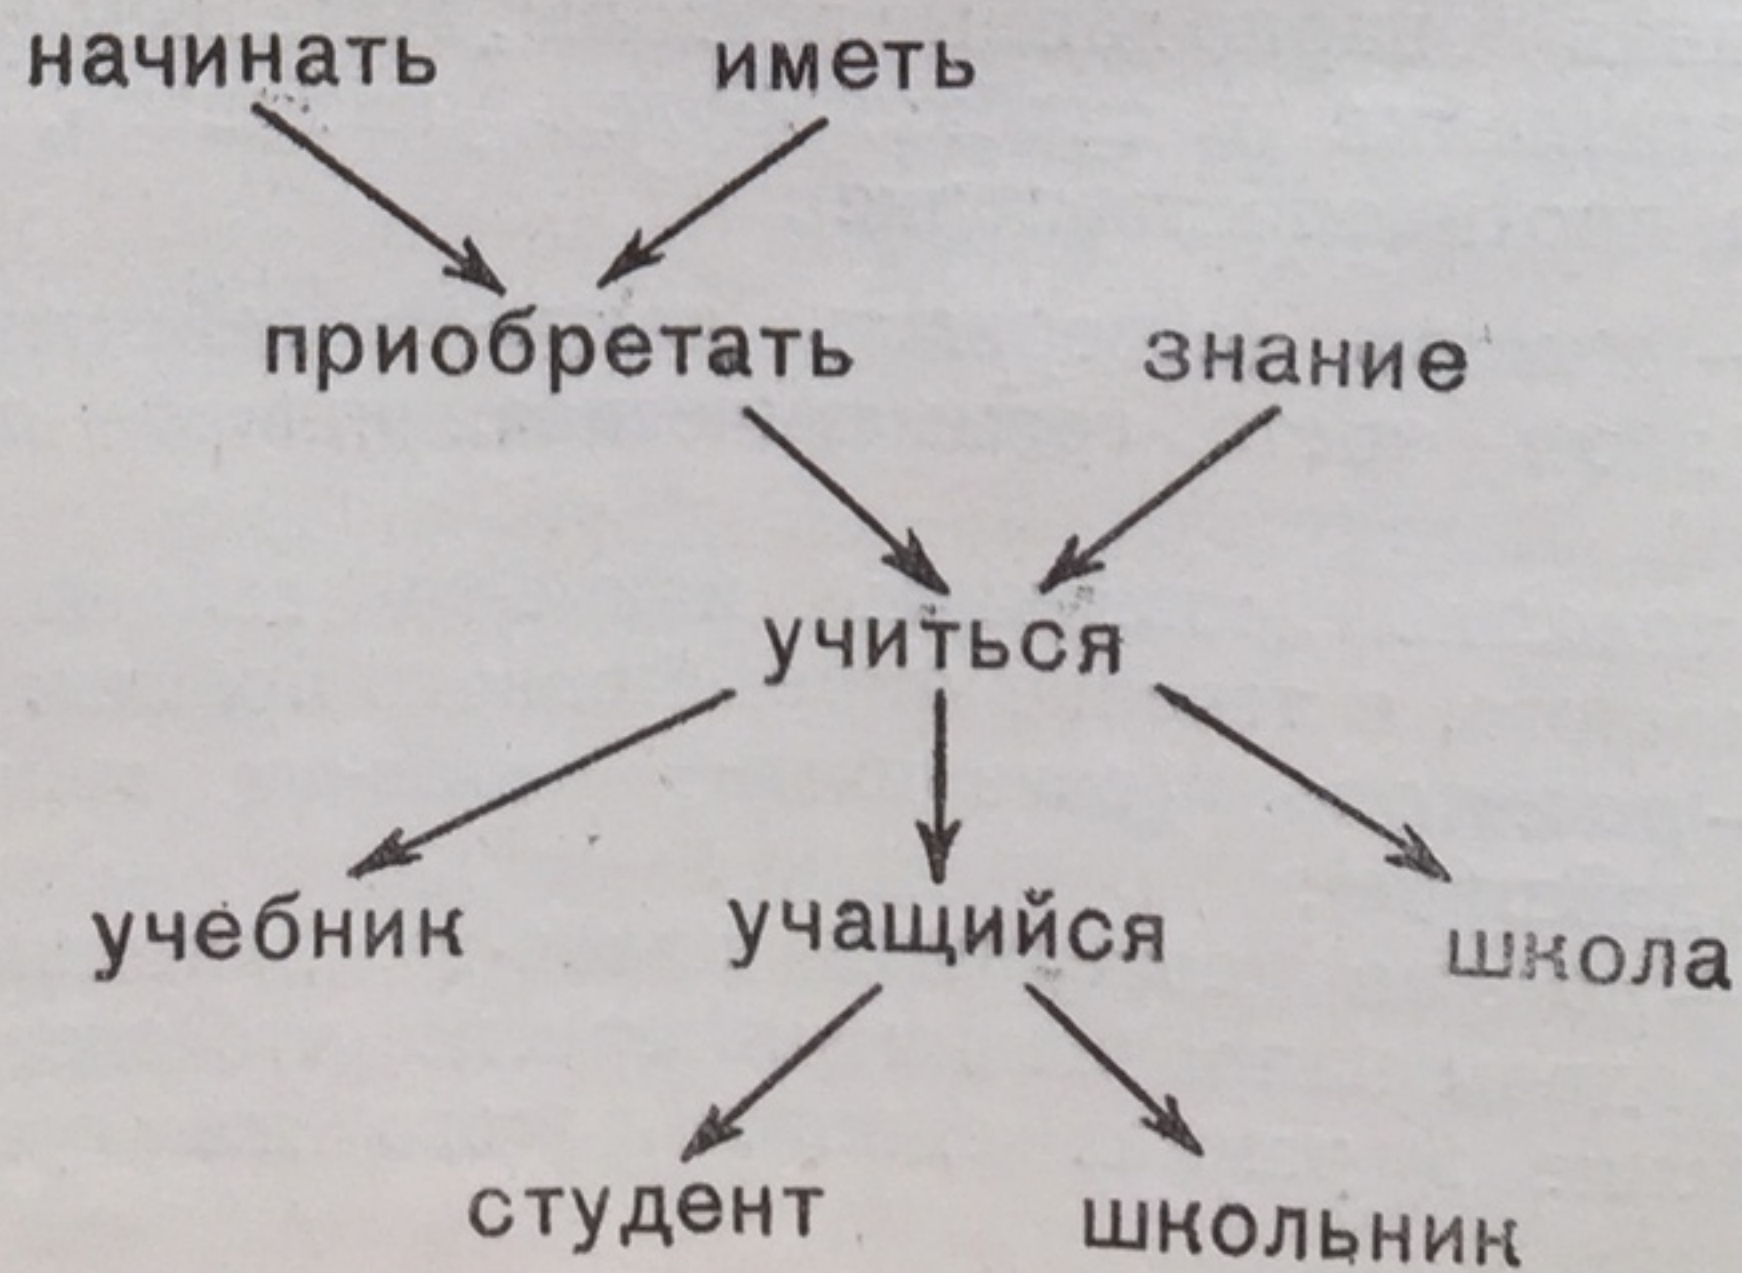 начинать иметь
приобретать знание
учиться
учебник учащийся школа
студент школьник